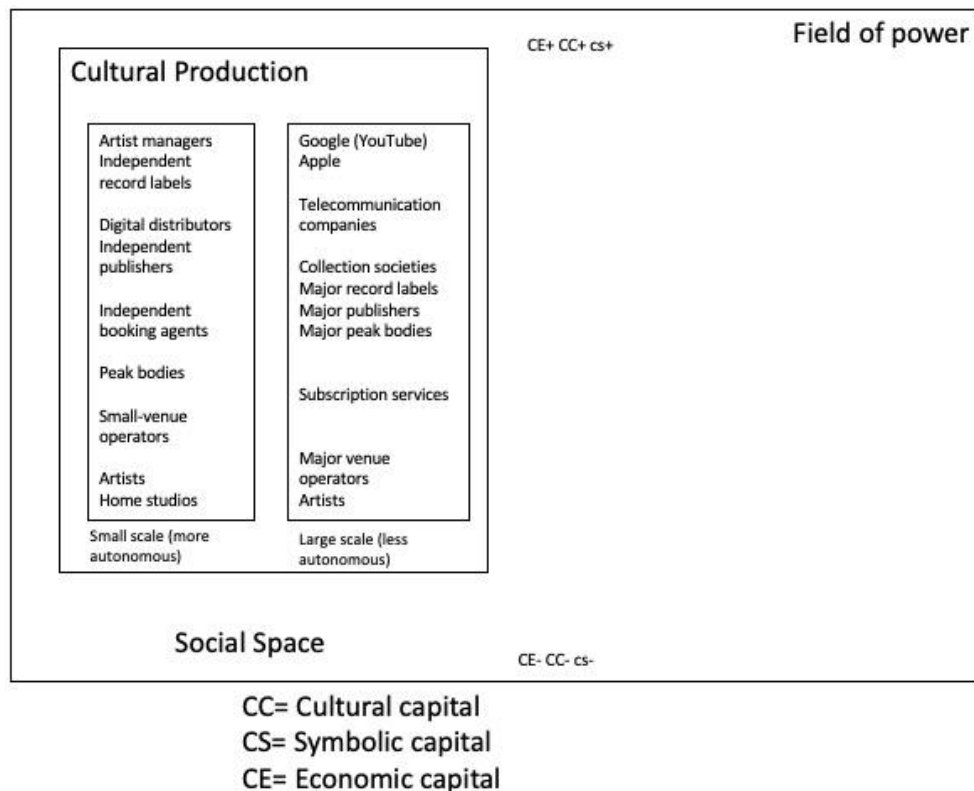 Field of power
CE+ CC+ cs+
Cultural Production
Artist managers
Independent
record labels
Digital distributors
Independent
publishers
Independent
booking agents
Peak bodies
Small-venue
operators
Artists
Home studios
Small scale (more
autonomous)
Google (YouTube)
Apple
Telecommunication
companies
Collection societies
Major record labels
Major publishers
Major peak bodies
Subscription services
Major venue
operators
Artists
Large scale (less
autonomous)
Social Space
CE- CC- cs-
CC= Cultural capital
CS= Symbolic capital
CE= Economic capital